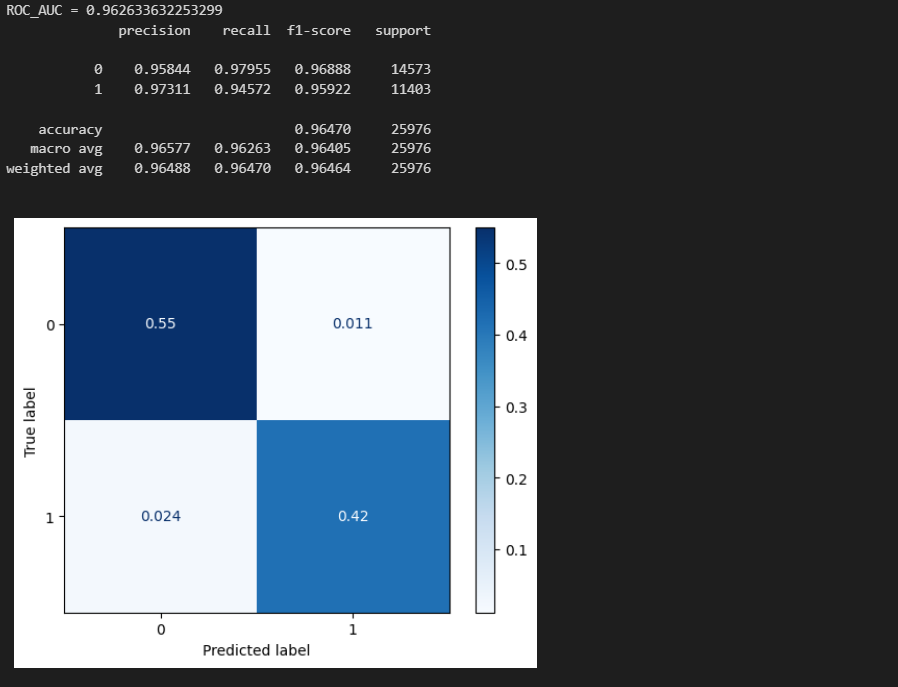 ROC_AUC = 0.962633632253299
precision recall f1-score support
0 0.95844 0.97955 0.96888 14573
1 0.97311 0.94572 0.95922 11403
accuracy 0.96470 25976
macro avg 0.96577 0.96263 0.96405 25976
weighted avg 0.96488 0.96470 0.96464 25976
0.5
0 0.55 0.011
0.4
0.3
True label
0.2
1 0.024 0.42
0.1
0 1
Predicted label